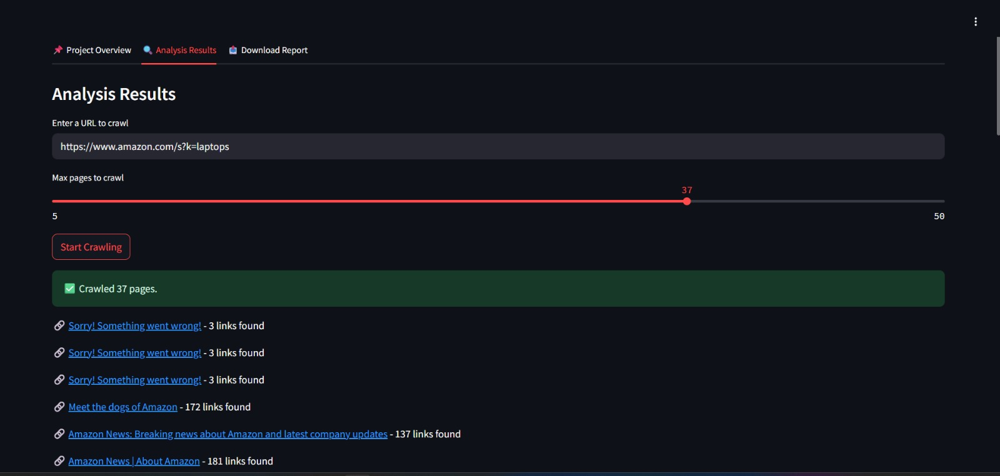 Project Overview Analysis Results Download Report
Analysis Results
Enter a URL to crawl
https://www.amazon.com/s?k=laptops
Max pages to crawl
37
5 50
Start Crawling
Crawled 37 pages.
Sorry! Something went wrong! - 3 links found
Sorry! Something went wrong! - 3 links found
Sorry! Something went wrong! - 3 links found
Meet the dogs of Amazon - 172 links found
Amazon News: Breaking news about Amazon and latest company updates - 137 links found
Amazon News | About Amazon - 181 links found